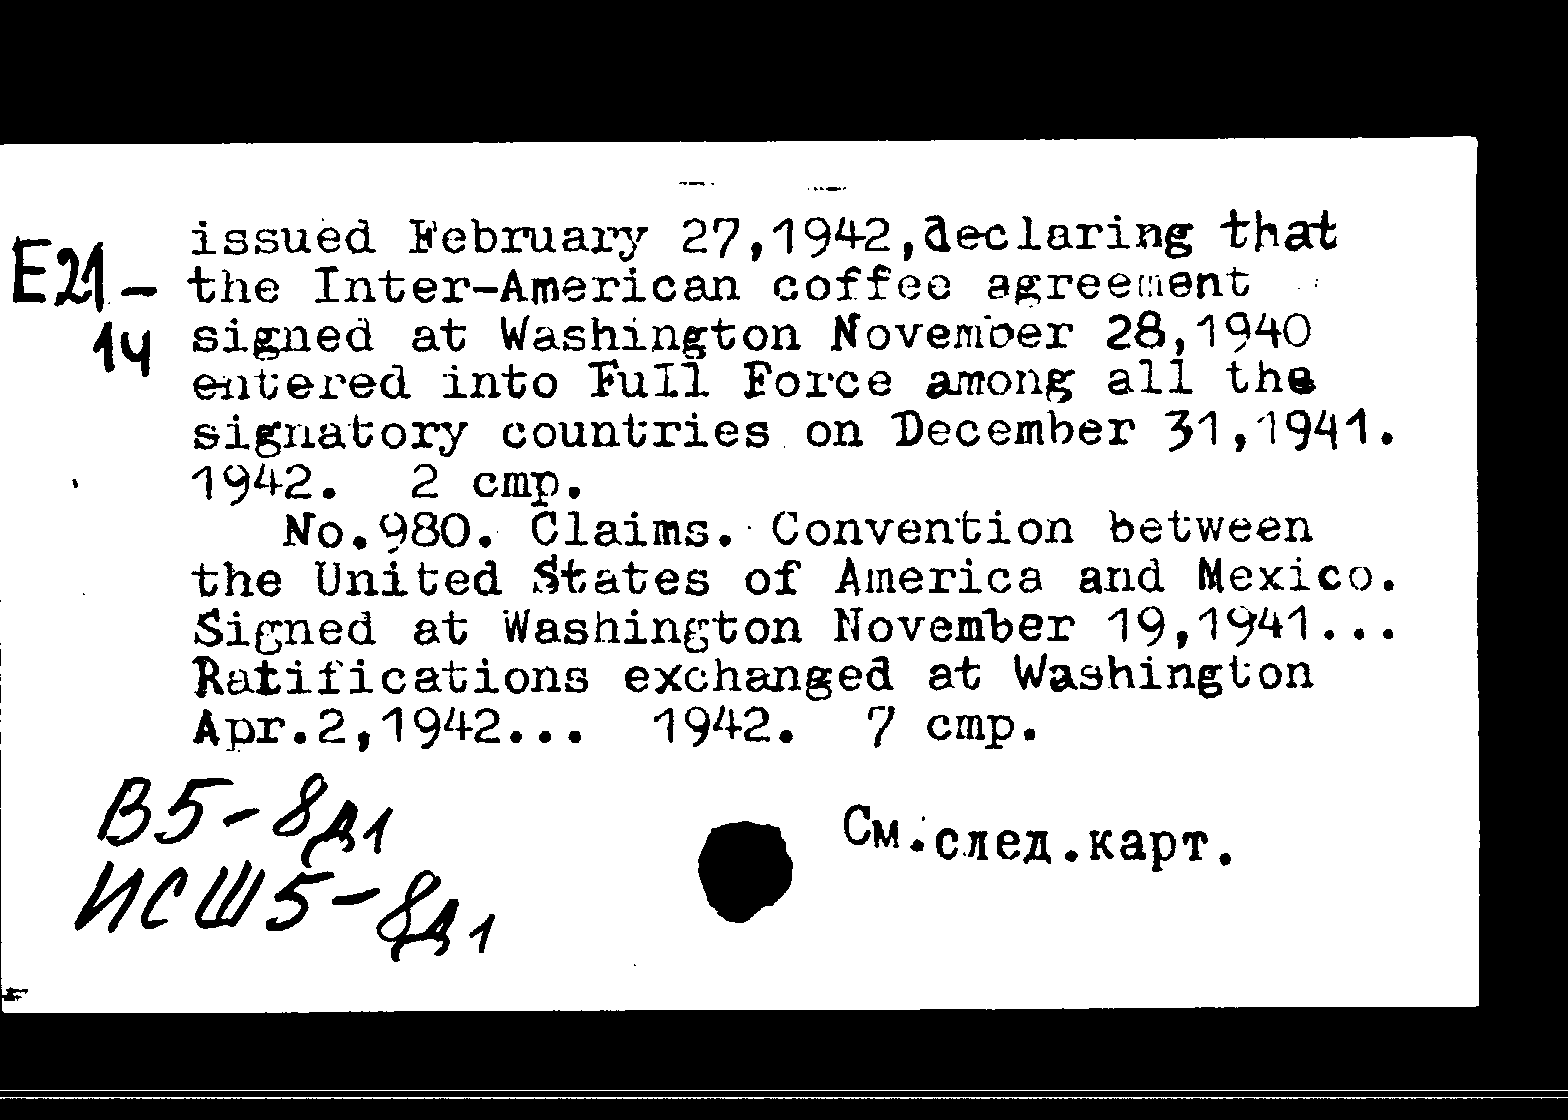 issued February 27,1942,declaring that
E21-
the Inter-American coffee agreement
14
signed at Washington November 28,1940
entered into Full Force among all the
signatory countries on December 31,1941.
1942. 2 стр.
No.980. Claims. Convention between
the United States of America and Mexico.
Signed at Washington November 19,1941...
Ratifications exchanged at Washington
Apr.2,1942... 1942. 7 стр.
В5-8д1
См.след.карт.
ИСШ5-8д1